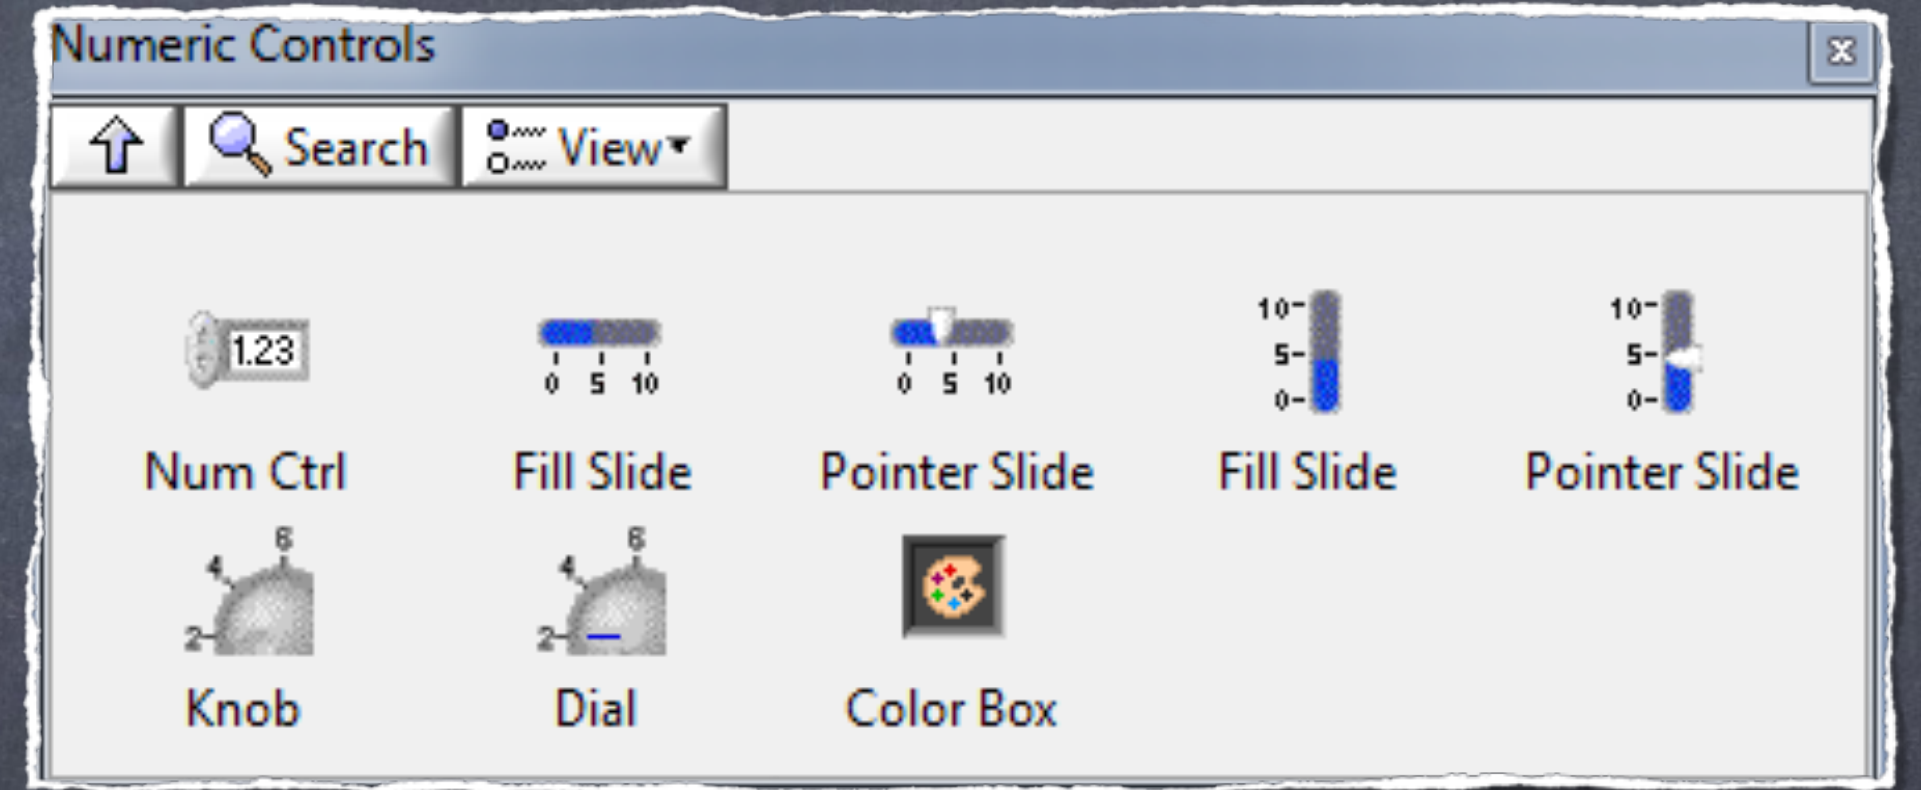 Numeric Controls
x
Search View
1.23
0 5 10
0 5 10
10
5
0
10
5
0
Num Ctrl Fill Slide Pointer Slide Fill Slide Pointer Slide
6
4
2
6
4
2
Knob Dial Color Box